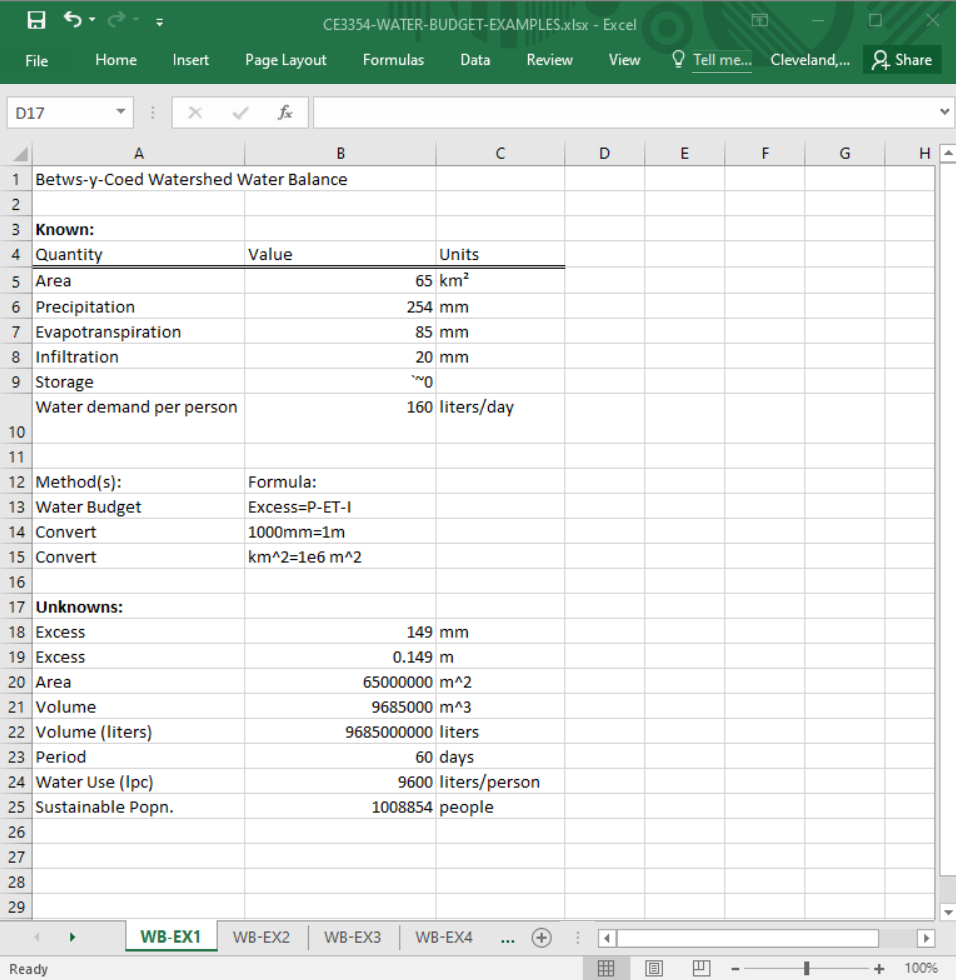 CE3354-WATER-BUDGET-EXAMPLES.xlsx - Excel
File Home Insert Page Layout Formulas Data Review View Tell me... Cleveland,... Share
D17 fx
A B C D E F G H
1 Betws-y-Coed Watershed Water Balance
2
3 Known:
4 Quantity Value Units
5 Area 65 km²
6 Precipitation 254 mm
7 Evapotranspiration 85 mm
8 Infiltration 20 mm
9 Storage `~0
10 Water demand per person 160 liters/day
11
12 Method(s): Formula:
13 Water Budget Excess=P-ET-I
14 Convert 1000mm=1m
15 Convert km^2=1e6 m^2
16
17 Unknowns:
18 Excess 149 mm
19 Excess 0.149 m
20 Area 65000000 m^2
21 Volume 9685000 m^3
22 Volume (liters) 9685000000 liters
23 Period 60 days
24 Water Use (lpc) 9600 liters/person
25 Sustainable Popn. 1008854 people
26
27
28
29
WB-EX1 WB-EX2 WB-EX3 WB-EX4 ...
Ready 100%